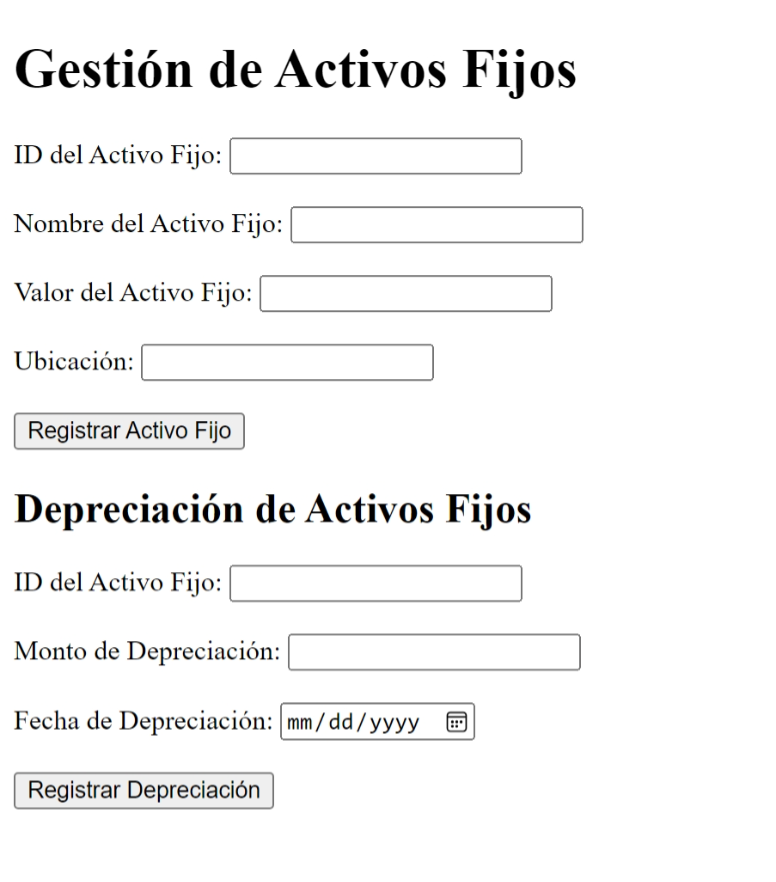 Gestión de Activos Fijos
ID del Activo Fijo:
Nombre del Activo Fijo:
Valor del Activo Fijo:
Ubicación:
Registrar Activo Fijo
Depreciación de Activos Fijos
ID del Activo Fijo:
Monto de Depreciación:
Fecha de Depreciación: mm/dd/yyyy
Registrar Depreciación